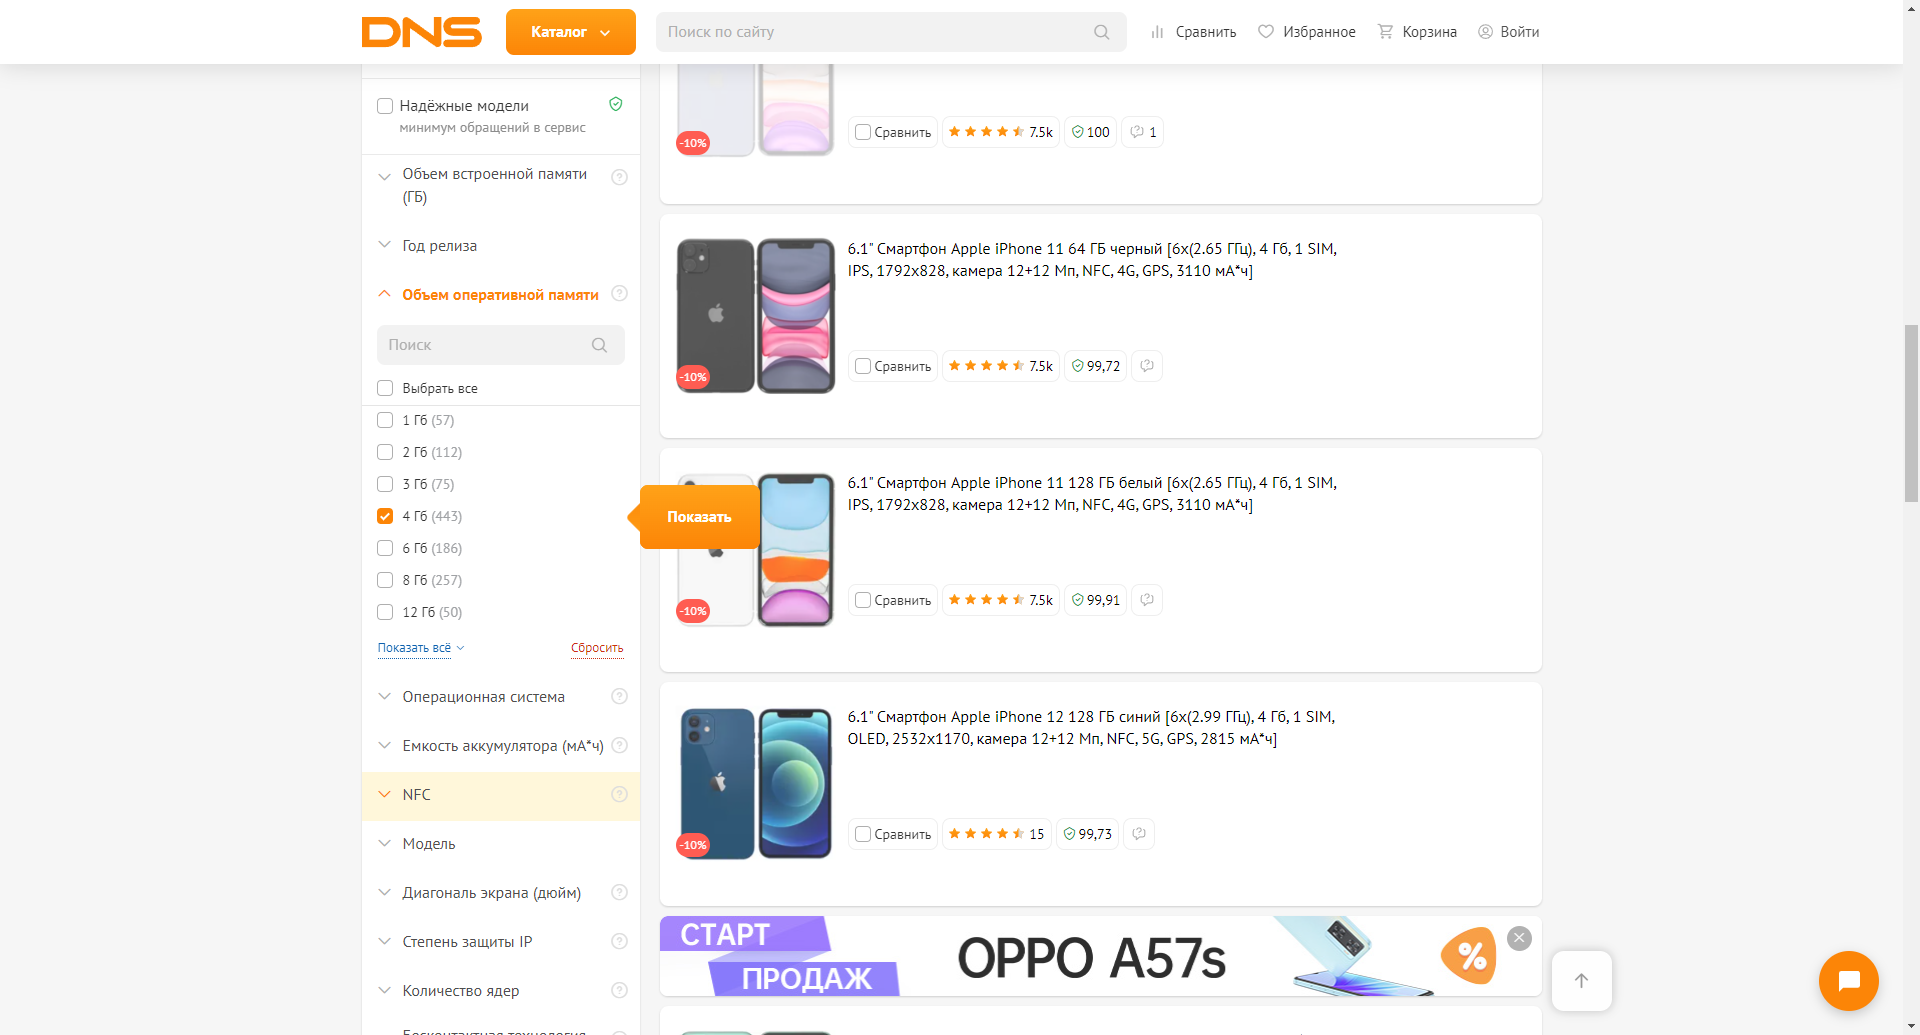 DNS
Каталог
Поиск по сайту
Сравнить
Избранное
Корзина
Войти
Надёжные модели
минимум обращений в сервис
Объем встроенной памяти
(ГБ)
Год релиза
Объем оперативной памяти
Поиск
Выбрать все
1 Гб (57)
2 Гб (112)
3 Гб (75)
4 Гб (443)
6 Гб (186)
8 Гб (257)
12 Гб (50)
Показать всё
Сбросить
Операционная система
Емкость аккумулятора (мА*ч)
NFC
Модель
Диагональ экрана (дюйм)
Степень защиты IP
Количество ядер
Показать
-10%
Сравнить
7.5k
100
1
6.1" Смартфон Apple iPhone 11 64 ГБ черный [6x(2.65 ГГц), 4 Гб, 1 SIM,
IPS, 1792x828, камера 12+12 Мп, NFC, 4G, GPS, 3110 мА*ч]
-10%
Сравнить
7.5k
99,72
6.1" Смартфон Apple iPhone 11 128 ГБ белый [6x(2.65 ГГц), 4 Гб, 1 SIM,
IPS, 1792x828, камера 12+12 Мп, NFC, 4G, GPS, 3110 мА*ч]
-10%
Сравнить
7.5k
99,91
6.1" Смартфон Apple iPhone 12 128 ГБ синий [6x(2.99 ГГц), 4 Гб, 1 SIM,
OLED, 2532x1170, камера 12+12 Мп, NFC, 5G, GPS, 2815 мА*ч]
-10%
Сравнить
15
99,73
СТАРТ
ПРОДАЖ
OPPO A57s
%